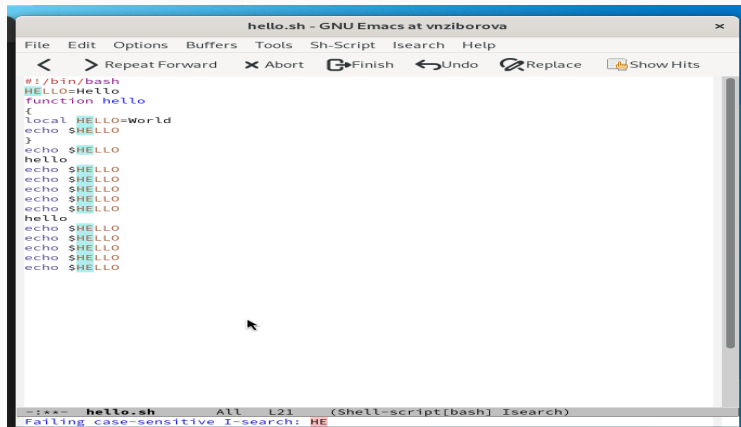 hello.sh - GNU Emacs at vnziborova
File Edit Options Buffers Tools Sh-Script Isearch Help
Repeat Forward Abort Finish Undo Replace Show Hits
#!/bin/bash
HELLO=Hello
function hello
{
local HELLO=World
echo $HELLO
}
echo $HELLO
hello
echo $HELLO
echo $HELLO
echo $HELLO
echo $HELLO
echo $HELLO
hello
echo $HELLO
echo $HELLO
echo $HELLO
echo $HELLO
echo $HELLO
-:**- hello.sh All L21 (Shell-script[bash] Isearch)
Failing case-sensitive I-search: HE